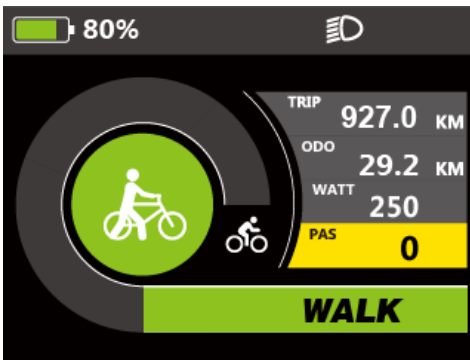 80%
TRIP 927.0 KM
ODO 29.2 KM
WATT 250
PAS 0
WALK